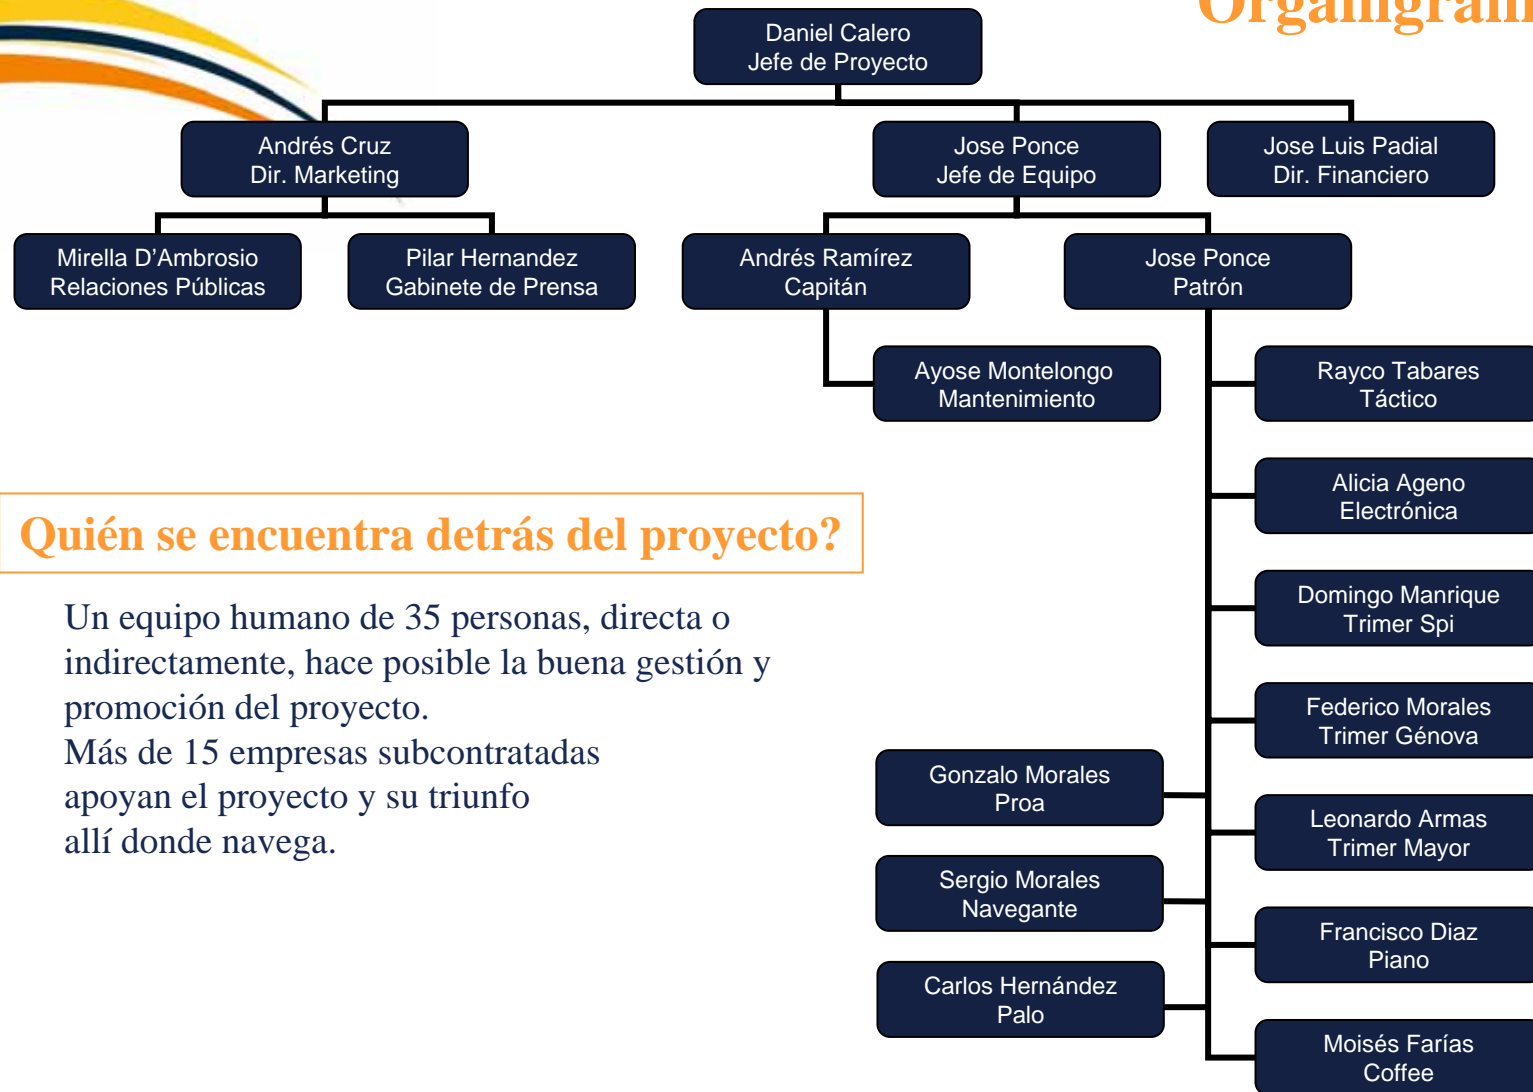 Organigram
Daniel Calero
Jefe de Proyecto
Andrés Cruz
Dir. Marketing
Jose Ponce
Jefe de Equipo
Jose Luis Padial
Dir. Financiero
Mirella D’Ambrosio
Relaciones Públicas
Pilar Hernandez
Gabinete de Prensa
Andrés Ramírez
Capitán
Jose Ponce
Patrón
Ayose Montelongo
Mantenimiento
Rayco Tabares
Táctico
Alicia Ageno
Electrónica
Quién se encuentra detrás del proyecto?
Un equipo humano de 35 personas, directa o
indirectamente, hace posible la buena gestión y
promoción del proyecto.
Más de 15 empresas subcontratadas
apoyan el proyecto y su triunfo
allí donde navega.
Domingo Manrique
Trimer Spi
Federico Morales
Trimer Génova
Gonzalo Morales
Proa
Leonardo Armas
Trimer Mayor
Sergio Morales
Navegante
Francisco Diaz
Piano
Carlos Hernández
Palo
Moisés Farías
Coffee